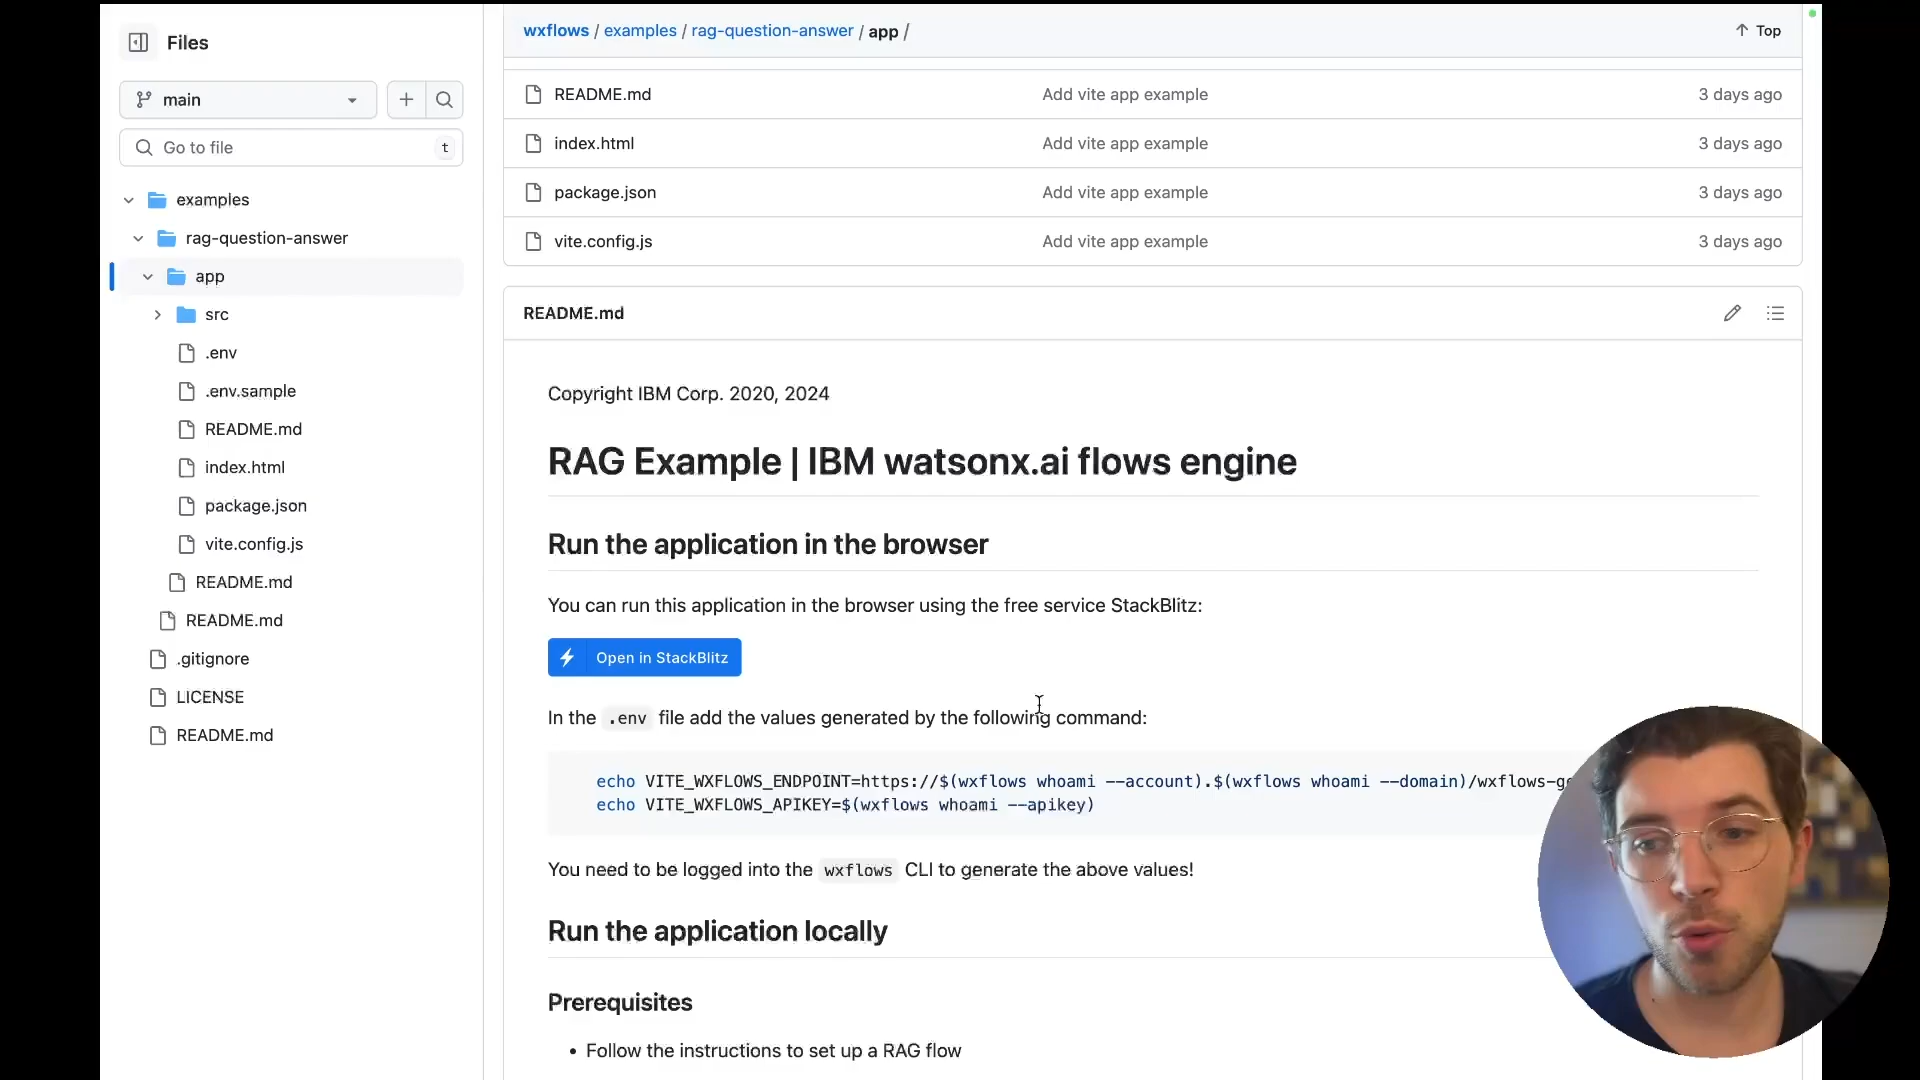 Files
main
Go to file
t
examples
rag-question-answer
app
src
.env
.env.sample
README.md
index.html
package.json
vite.config.js
README.md
README.md
.gitignore
LICENSE
README.md
wxflows / examples / rag-question-answer / app /
Top
README.md Add vite app example 3 days ago
index.html Add vite app example 3 days ago
package.json Add vite app example 3 days ago
vite.config.js Add vite app example 3 days ago
README.md
Copyright IBM Corp. 2020, 2024
RAG Example | IBM watsonx.ai flows engine
Run the application in the browser
You can run this application in the browser using the free service StackBlitz:
Open in StackBlitz
In the .env file add the values generated by the following command:
echo VITE_WXFLOWS_ENDPOINT=https://$(wxflows whoami --account).$(wxflows whoami --domain)/wxflows-ge
echo VITE_WXFLOWS_APIKEY=$(wxflows whoami --apikey)
You need to be logged into the wxflows CLI to generate the above values!
Run the application locally
Prerequisites
• Follow the instructions to set up a RAG flow